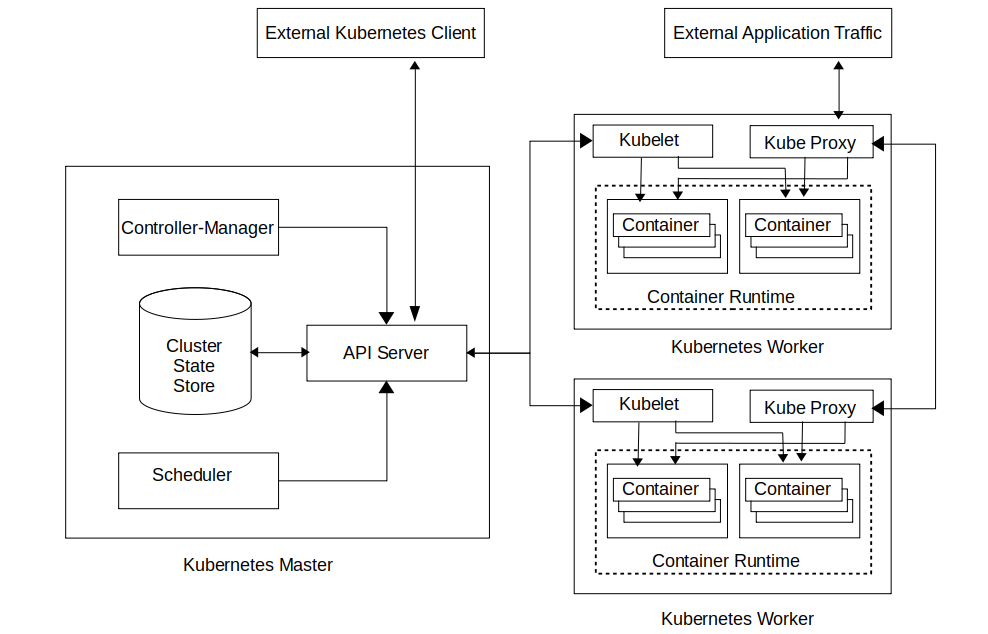 External Kubernetes Client
External Application Traffic
Kubelet
Kube Proxy
Container
Container
Container Runtime
Kubernetes Worker
Controller-Manager
Cluster
State
Store
API Server
Scheduler
Kubernetes Master
Kubelet
Kube Proxy
Container
Container
Container Runtime
Kubernetes Worker